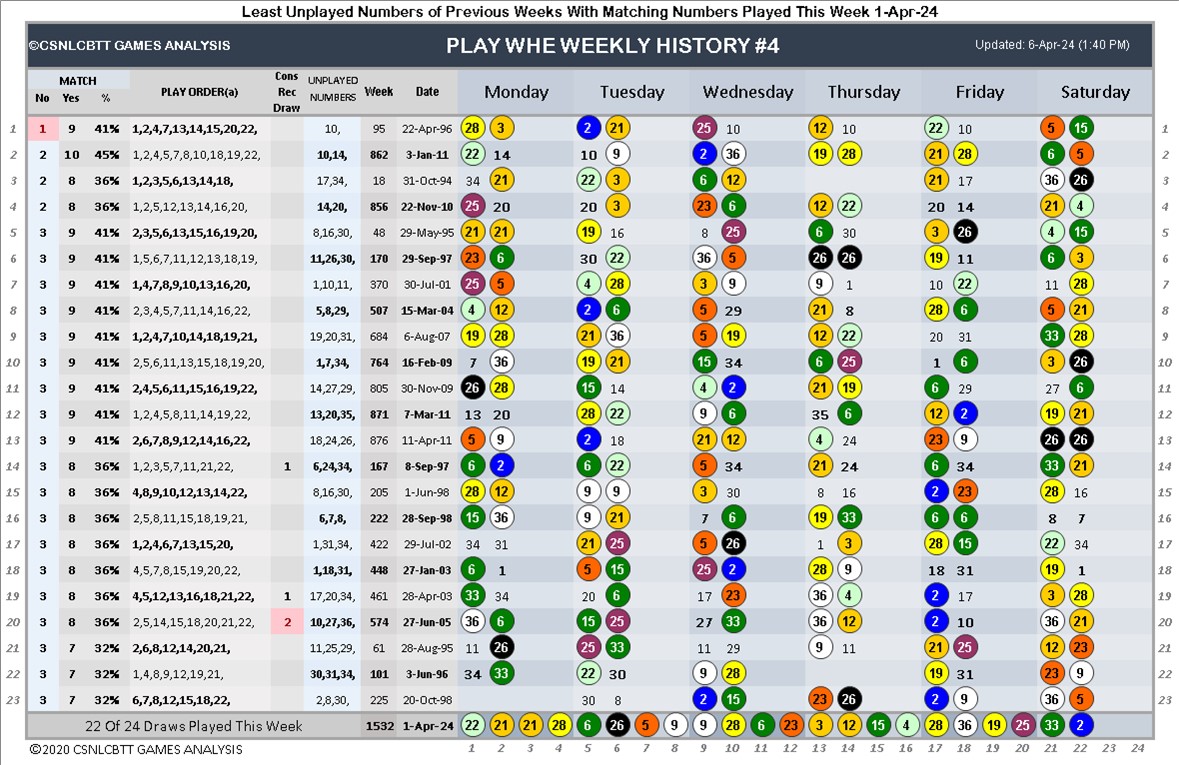 Least Unplayed Numbers of Previous Weeks With Matching Numbers Played This Week 1-Apr-24
©CSNLCBTT GAMES ANALYSIS PLAY WHE WEEKLY HISTORY #4 Updated: 6-Apr-24 (1:40 PM)
MATCH Cons Rec Draw UNPLAYED NUMBERS
No Yes % PLAY ORDER(a) Week Date Monday Tuesday Wednesday Thursday Friday Saturday
1 1 9 41% 1,2,4,7,13,14,15,20,22, 10, 95 22-Apr-96 28 3 2 21 25 10 12 10 22 10 5 15 1
2 2 10 45% 1,2,4,5,7,8,10,18,19,22, 10,14, 862 3-Jan-11 22 14 10 9 2 36 19 28 21 28 6 5 2
3 2 8 36% 1,2,3,5,6,13,14,18, 17,34, 18 31-Oct-94 34 21 22 3 6 12 21 17 36 26 3
4 2 8 36% 1,2,5,12,13,14,16,20, 14,20, 856 22-Nov-10 25 20 20 3 23 6 12 22 20 14 21 4 4
5 3 9 41% 2,3,5,6,13,15,16,19,20, 8,16,30, 48 29-May-95 21 21 19 16 8 25 6 30 3 26 4 15 5
6 3 9 41% 1,5,6,7,11,12,13,18,19, 11,26,30, 170 29-Sep-97 23 6 30 22 36 5 26 26 19 11 6 3 6
7 3 9 41% 1,4,7,8,9,10,13,16,20, 1,10,11, 370 30-Jul-01 25 5 4 28 3 9 9 1 10 22 11 28 7
8 3 9 41% 2,3,4,5,7,11,14,16,22, 5,8,29, 507 15-Mar-04 4 12 2 6 5 29 21 8 28 6 5 21 8
9 3 9 41% 1,2,4,7,10,14,18,19,21, 19,20,31, 684 6-Aug-07 19 28 21 36 5 19 12 22 20 31 33 28 9
10 3 9 41% 2,5,6,11,13,15,18,19,20, 1,7,34, 764 16-Feb-09 7 36 19 21 15 34 6 25 1 6 3 26 10
11 3 9 41% 2,4,5,6,11,15,16,19,22, 14,27,29, 805 30-Nov-09 26 28 15 14 4 2 21 19 6 29 27 6 11
12 3 9 41% 1,2,4,5,8,11,14,19,22, 13,20,35, 871 7-Mar-11 13 20 28 22 9 6 35 6 12 2 19 21 12
13 3 9 41% 2,6,7,8,9,12,14,16,22, 18,24,26, 876 11-Apr-11 5 9 2 18 21 12 4 24 23 9 26 26 13
14 3 8 36% 1,2,3,5,7,11,21,22, 1 6,24,34, 167 8-Sep-97 6 2 6 22 5 34 21 24 6 34 33 21 14
15 3 8 36% 4,8,9,10,12,13,14,22, 8,16,30, 205 1-Jun-98 28 12 9 9 3 30 8 16 2 23 28 16 15
16 3 8 36% 2,5,8,11,15,18,19,21, 6,7,8, 222 28-Sep-98 15 36 9 21 7 6 19 33 6 6 8 7 16
17 3 8 36% 1,2,4,6,7,13,15,20, 1,31,34, 422 29-Jul-02 34 31 21 25 5 26 1 3 28 15 22 34 17
18 3 8 36% 4,5,7,8,15,19,20,22, 1,18,31, 448 27-Jan-03 6 1 5 15 25 2 28 9 18 31 19 1 18
19 3 8 36% 4,5,12,13,16,18,21,22, 1 17,20,34, 461 28-Apr-03 33 34 20 6 17 23 36 4 2 17 3 28 19
20 3 8 36% 2,5,14,15,18,20,21,22, 2 10,27,36, 574 27-Jun-05 36 6 15 25 27 33 36 12 2 10 36 21 20
21 3 7 32% 2,6,8,12,14,20,21, 11,25,29, 61 28-Aug-95 11 26 25 33 11 29 9 11 21 25 12 23 21
22 3 7 32% 1,4,8,9,12,19,21, 30,31,34, 101 3-Jun-96 34 33 22 30 9 28 19 31 23 9 22
23 3 7 32% 6,7,8,12,15,18,22, 2,8,30, 225 20-Oct-98 30 8 2 15 23 26 2 9 36 5 23
22 Of 24 Draws Played This Week 1532 1-Apr-24 22 21 21 28 6 26 5 9 9 28 6 23 3 12 15 4 28 36 19 25 33 2
©2020 CSNLCBTT GAMES ANALYSIS 1 2 3 4 5 6 7 8 9 10 11 12 13 14 15 16 17 18 19 20 21 22 23 24